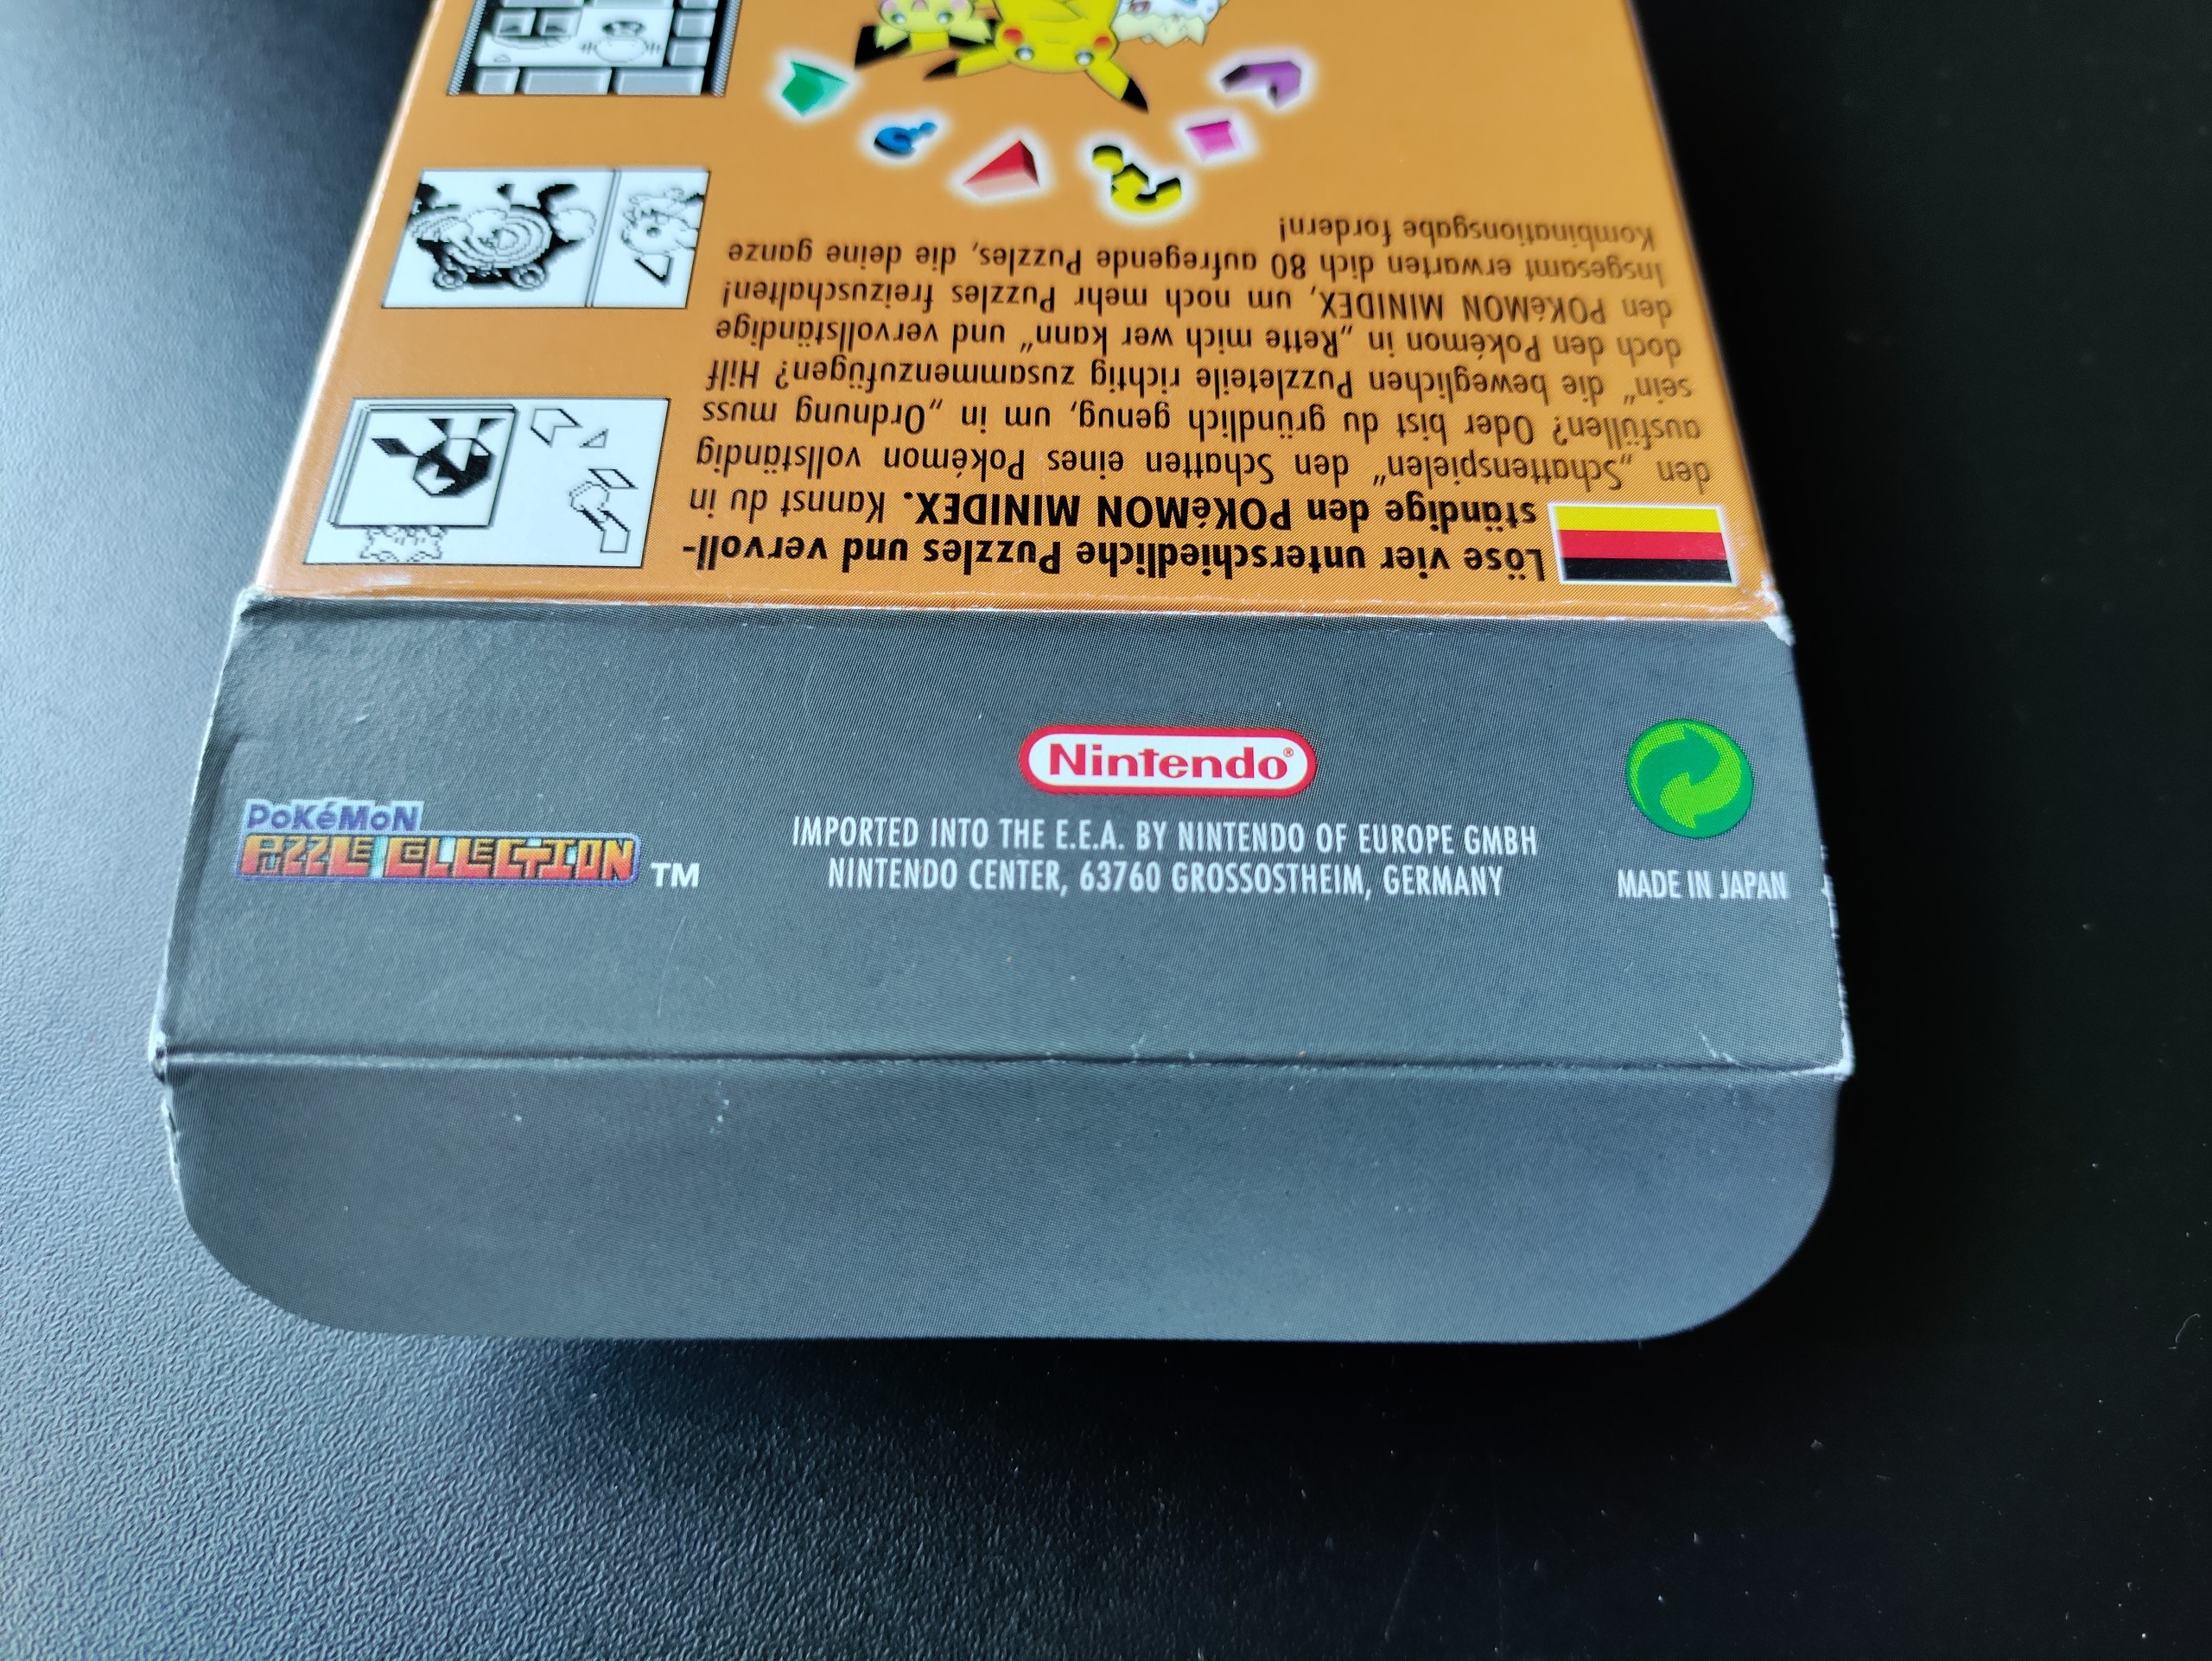 Löse vier unterschiedliche Puzzles und vervoll-
ständige den POKéMON MINIDEX. Kannst du in
den „Schattenspielen“ den Schatten eines Pokémon vollständig
ausfüllen? Oder bist du gründlich genug, um in „Ordnung muss
sein“ die beweglichen Puzzleteile richtig zusammenzufügen? Hilf
doch den Pokémon in „Rette mich wer kann“ und vervollständige
den POKéMON MINIDEX, um noch mehr Puzzles freizuschalten!
Insgesamt erwarten dich 80 aufregende Puzzles, die deine ganze
Kombinationsgabe fordern!
Nintendo®
POKéMON
PUZZLE COLLECTION TM
IMPORTED INTO THE E.E.A. BY NINTENDO OF EUROPE GMBH
NINTENDO CENTER, 63760 GROSSOSTHEIM, GERMANY
MADE IN JAPAN